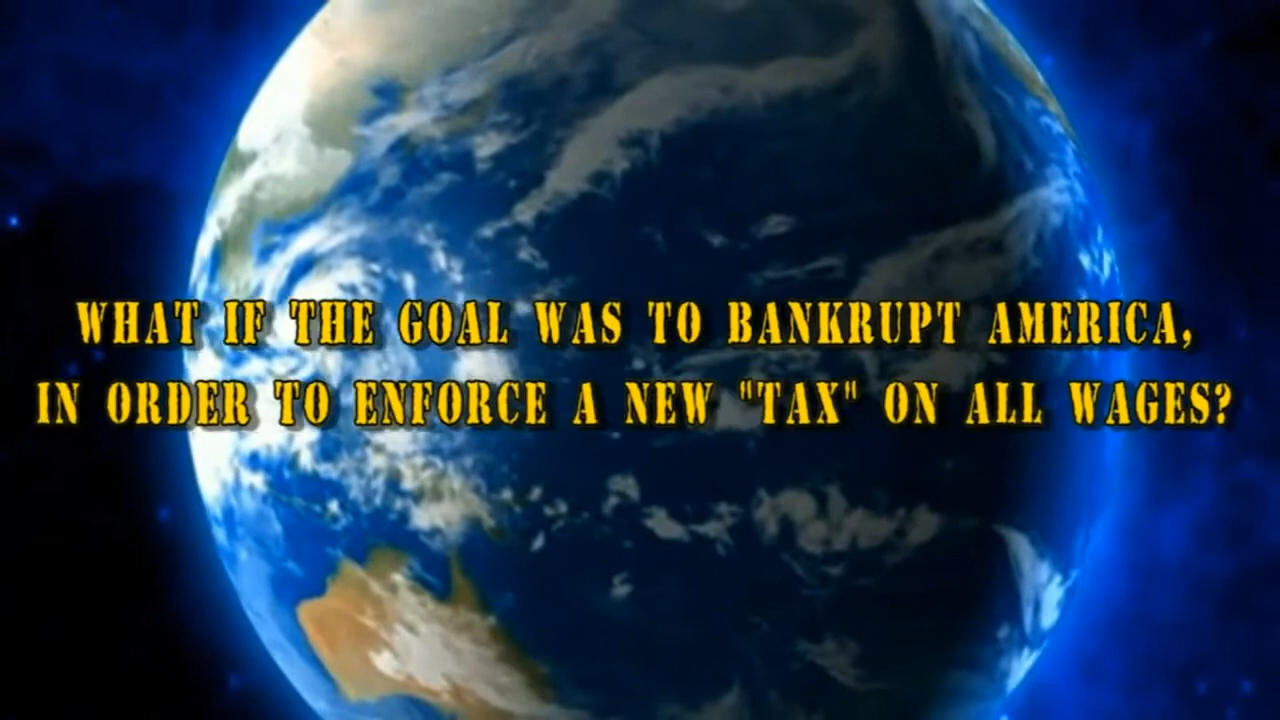 WHAT IF THE GOAL WAS TO BANKRUPT AMERICA,
IN ORDER TO ENFORCE A NEW "TAX" ON ALL WAGES?